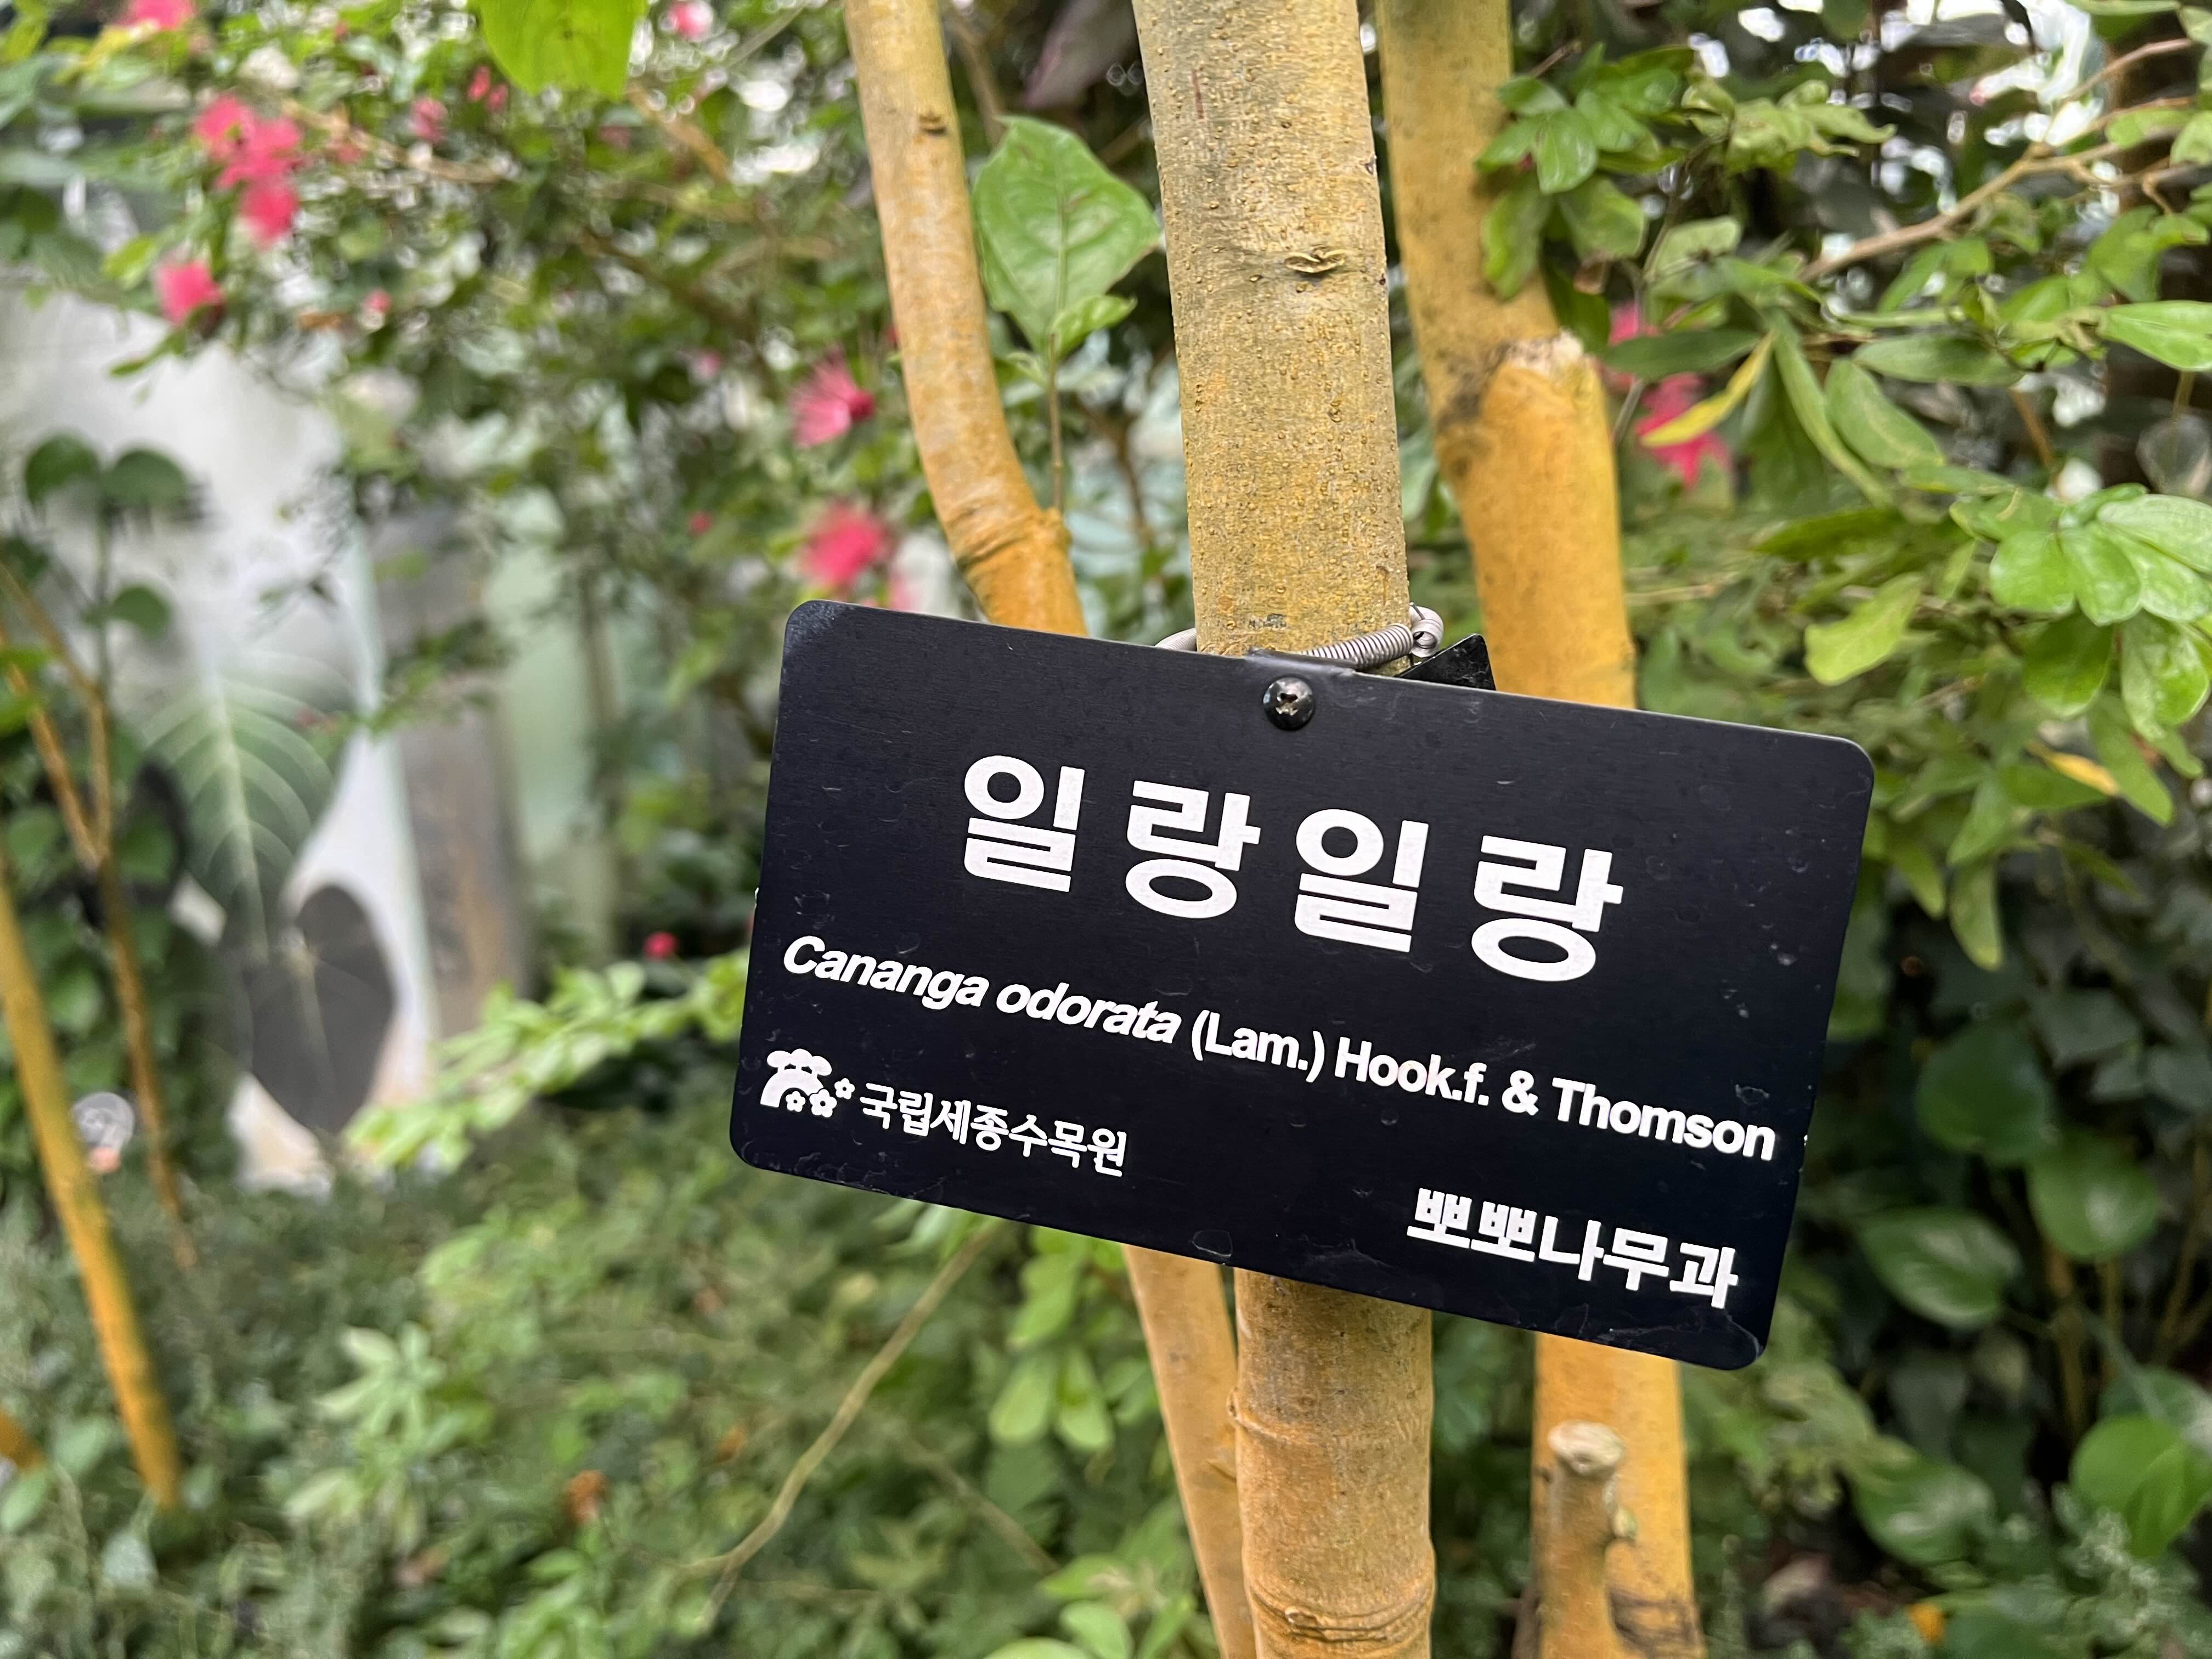 일랑일랑
Cananga odorata (Lam.) Hook.f. & Thomson
국립세종수목원
뽀뽀나무과